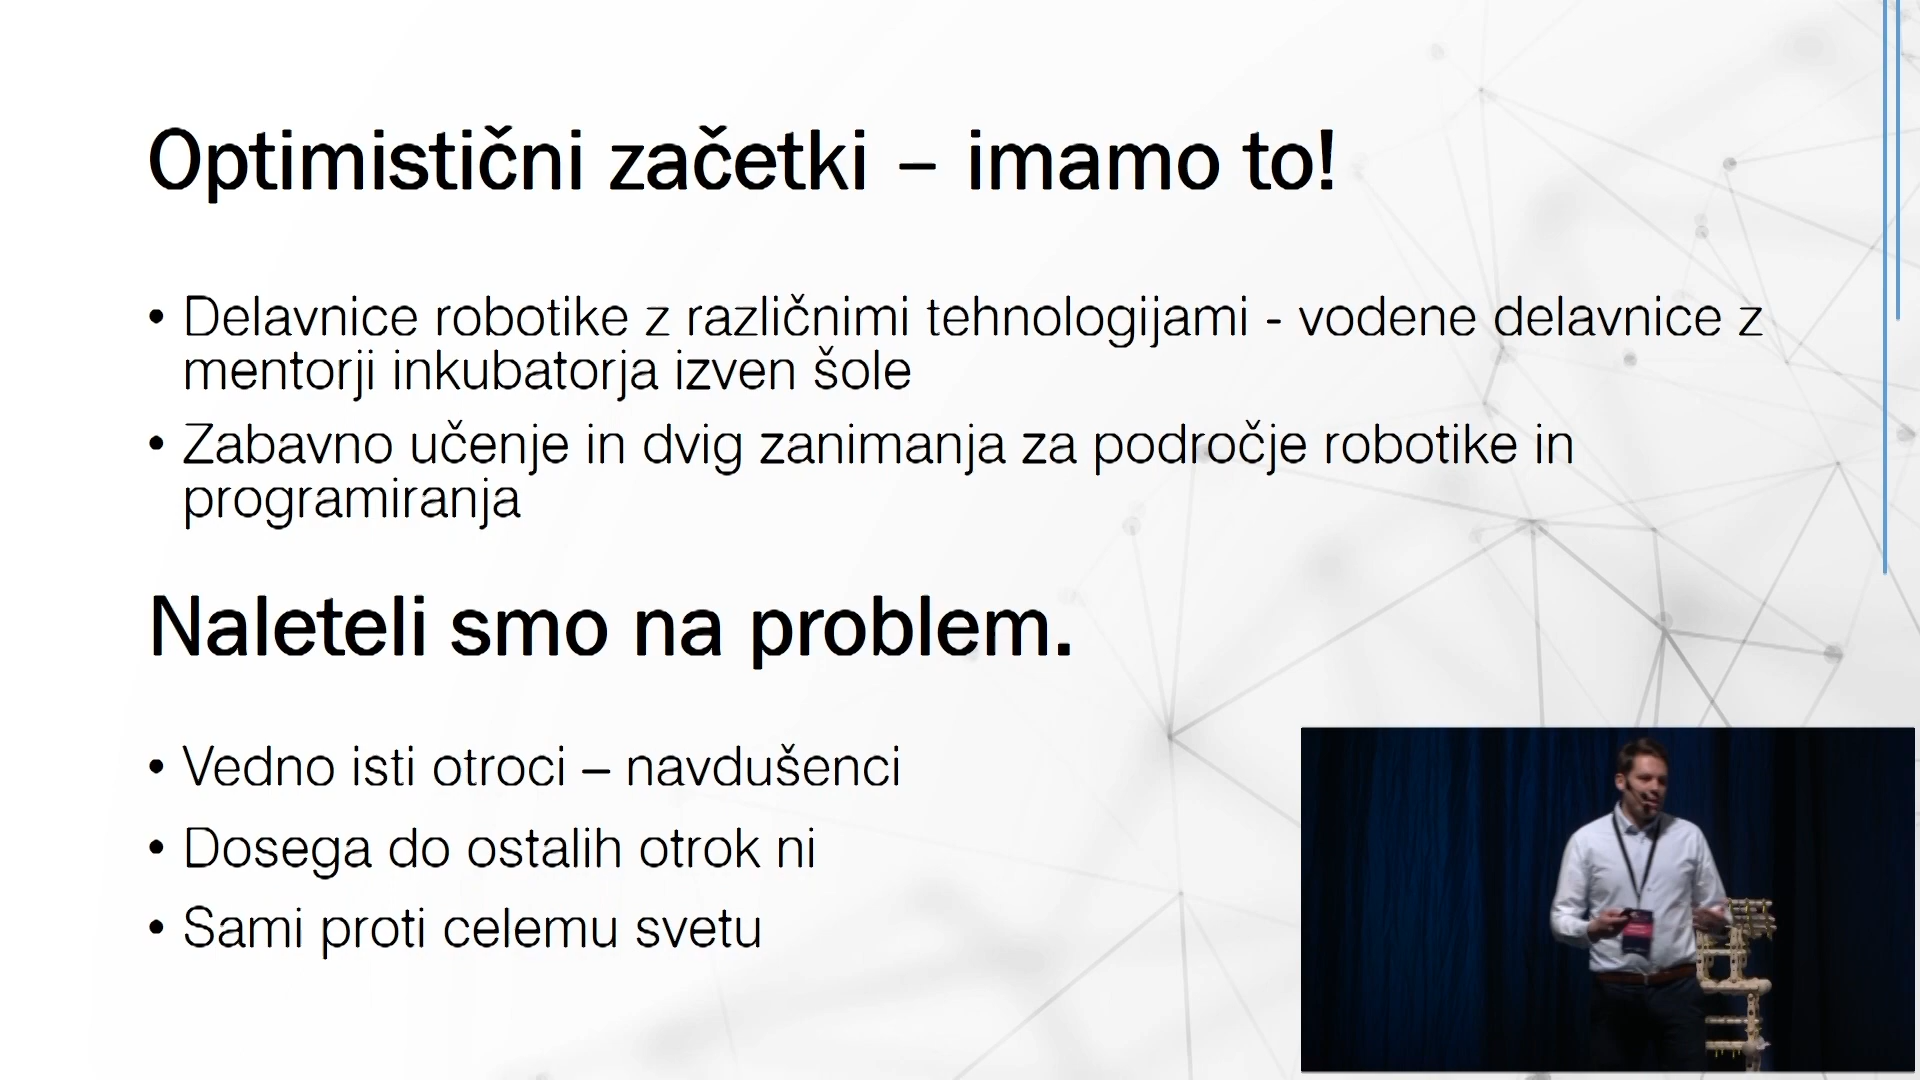 Optimistični začetki – imamo to!
• Delavnice robotike z različnimi tehnologijami - vodene delavnice z
mentorji inkubatorja izven šole
• Zabavno učenje in dvig zanimanja za področje robotike in
programiranja
Naleteli smo na problem.
• Vedno isti otroci – navdušenci
• Dosega do ostalih otrok ni
• Sami proti celemu svetu